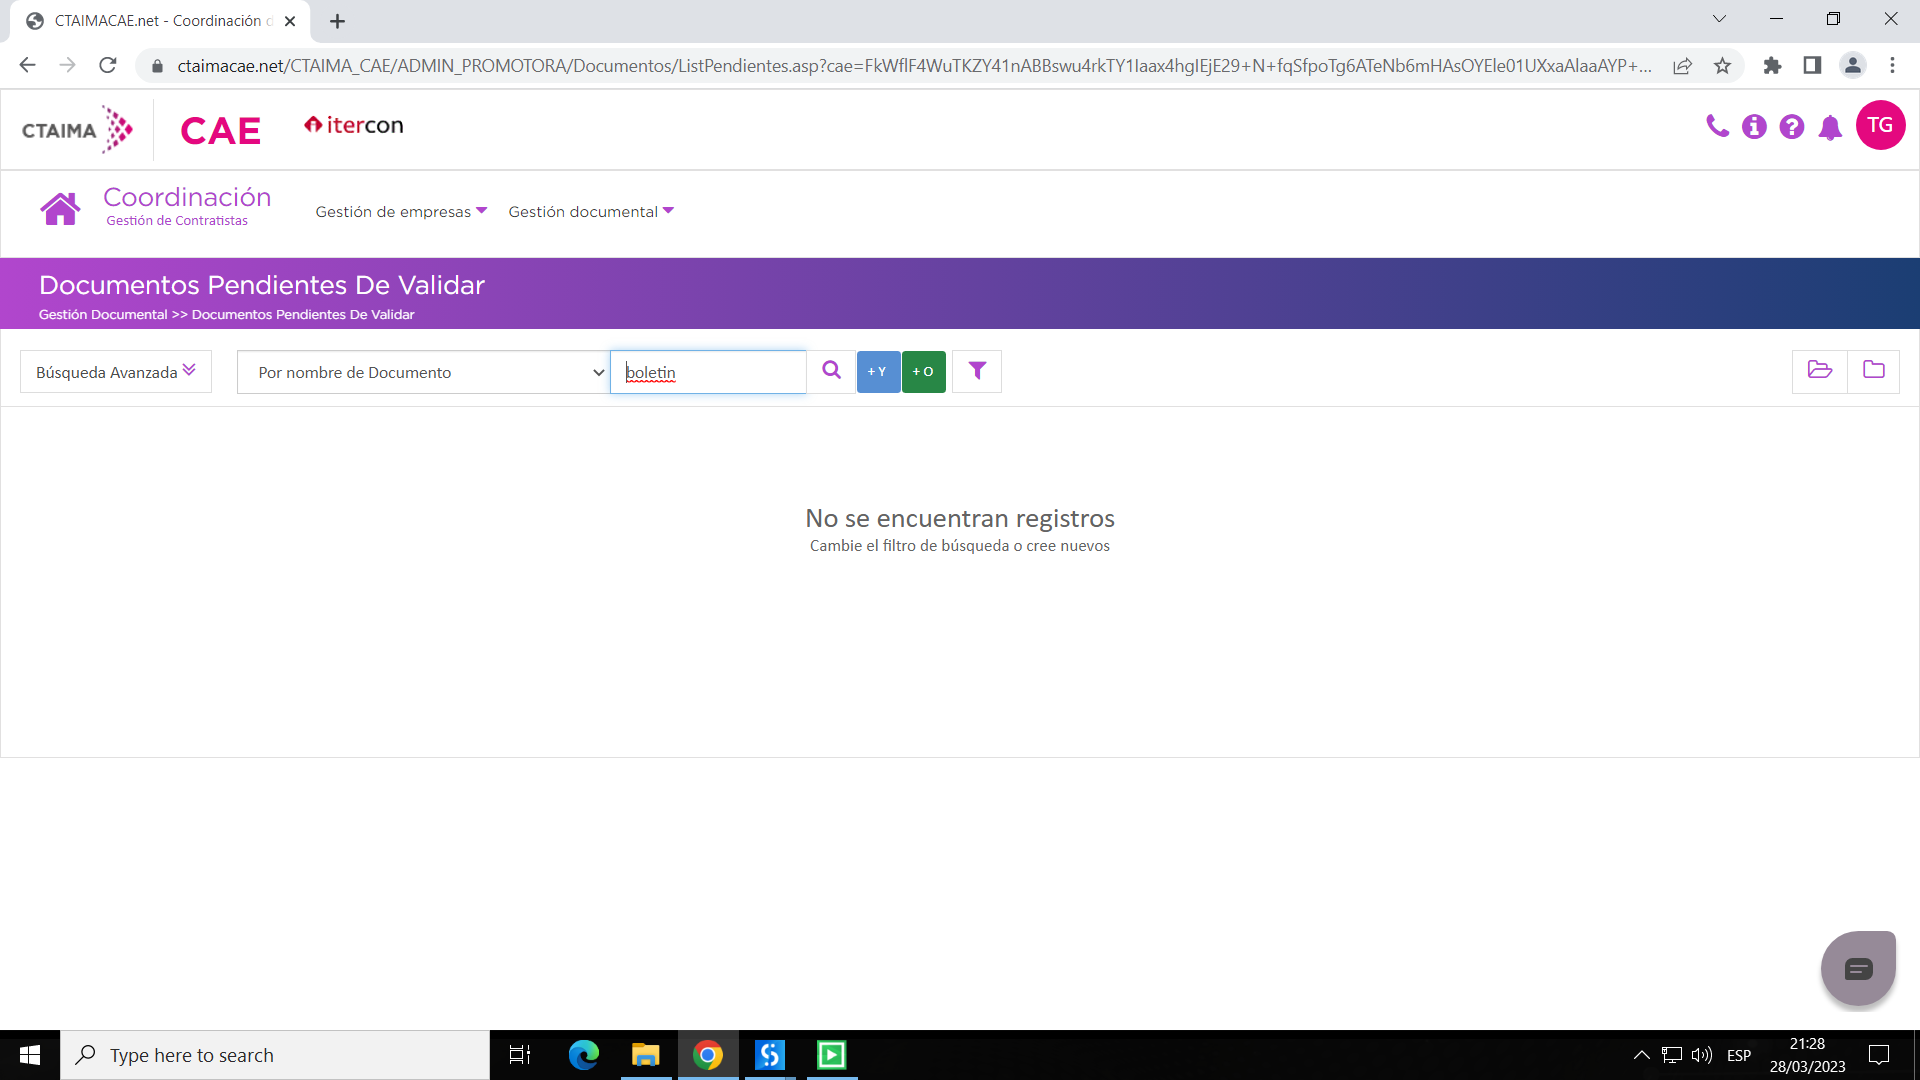 CTAIMACAE.net - Coordinación d
ctaimacae.net/CTAIMA_CAE/ADMIN_PROMOTORA/Documentos/ListPendientes.asp?cae=FkWflF4WuTKZY41nABBswu4rkTY1Iaax4hgIEjE29+N+fqSfpoTg6ATeNb6mHAsOYEle01UXxaAlaaAYP+...
CTAIMA CAE itercon
TG
Coordinación
Gestión de Contratistas
Gestión de empresas Gestión documental
Documentos Pendientes De Validar
Gestión Documental >> Documentos Pendientes De Validar
Búsqueda Avanzada Por nombre de Documento boletin + Y + O
No se encuentran registros
Cambie el filtro de búsqueda o cree nuevos
Type here to search
ESP
21:28
28/03/2023